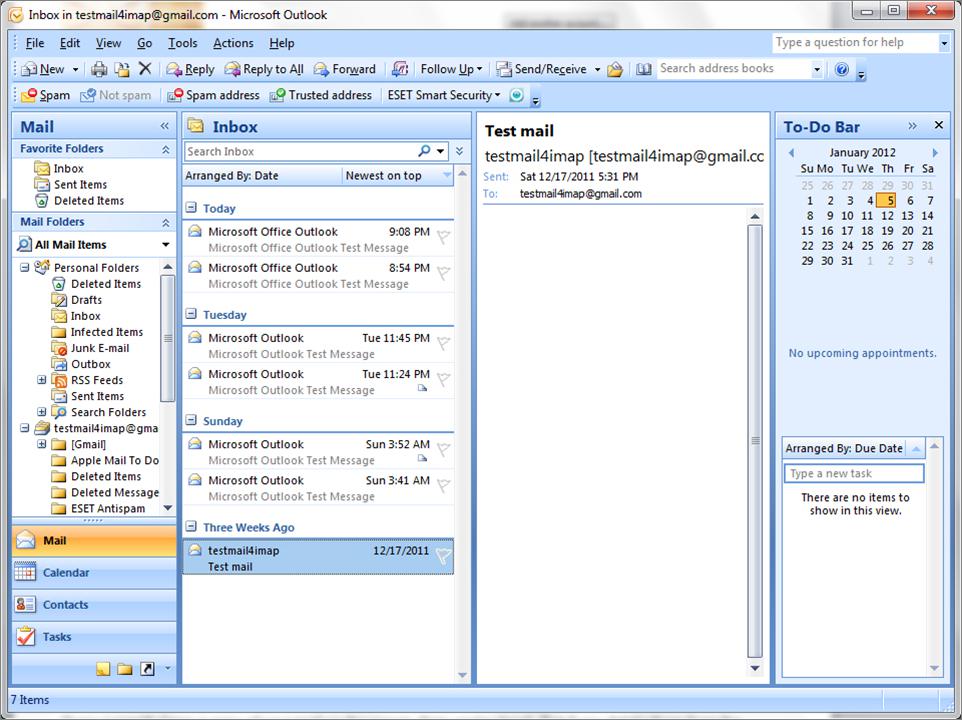 Inbox in testmail4imap@gmail.com - Microsoft Outlook
File Edit View Go Tools Actions Help
Type a question for help
New Reply Reply to All Forward Follow Up Send/Receive Search address books
Spam Not spam Spam address Trusted address ESET Smart Security
Mail
Favorite Folders
Inbox
Sent Items
Deleted Items
Mail Folders
All Mail Items
Personal Folders
Deleted Items
Drafts
Inbox
Infected Items
Junk E-mail
Outbox
RSS Feeds
Sent Items
Search Folders
testmail4imap@gma
[Gmail]
Apple Mail To Do
Deleted Items
Deleted Message
ESET Antispam
Mail
Calendar
Contacts
Tasks
Inbox
Search Inbox
Arranged By: Date Newest on top
Today
Microsoft Office Outlook 9:08 PM
Microsoft Office Outlook Test Message
Microsoft Office Outlook 8:54 PM
Microsoft Office Outlook Test Message
Tuesday
Microsoft Outlook Tue 11:45 PM
Microsoft Outlook Test Message
Microsoft Outlook Tue 11:24 PM
Microsoft Outlook Test Message
Sunday
Microsoft Outlook Sun 3:52 AM
Microsoft Outlook Test Message
Microsoft Outlook Sun 3:41 AM
Microsoft Outlook Test Message
Three Weeks Ago
testmail4imap 12/17/2011
Test mail
Test mail
testmail4imap [testmail4imap@gmail.cc
Sent: Sat 12/17/2011 5:31 PM
To: testmail4imap@gmail.com
To-Do Bar
January 2012
Su Mo Tu We Th Fr Sa
25 26 27 28 29 30 31
1 2 3 4 5 6 7
8 9 10 11 12 13 14
15 16 17 18 19 20 21
22 23 24 25 26 27 28
29 30 31 1 2 3 4
No upcoming appointments.
Arranged By: Due Date
Type a new task
There are no items to
show in this view.
7 Items